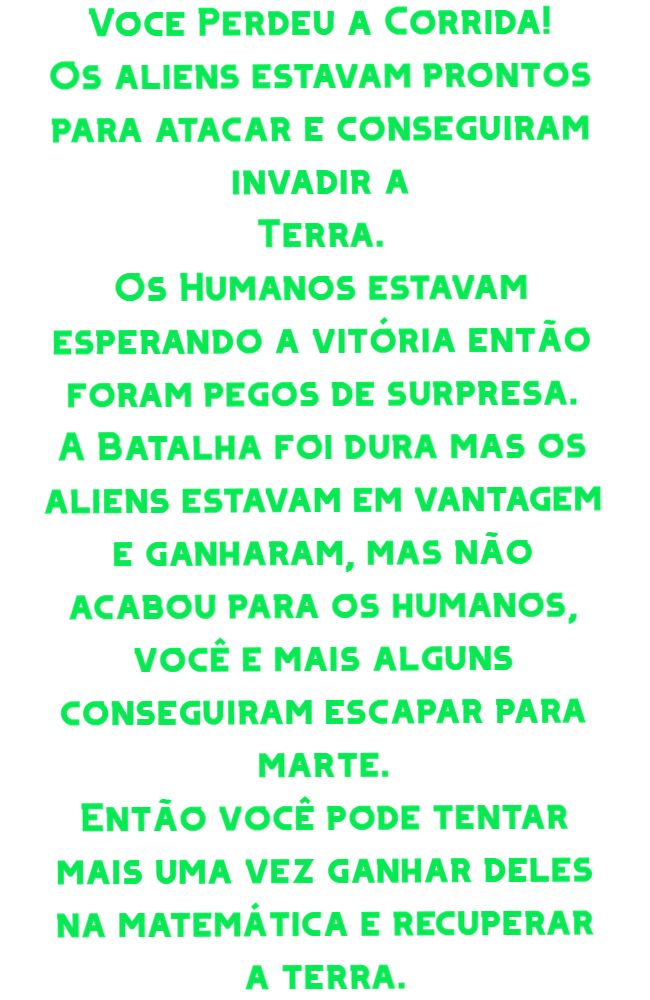 Voce Perdeu a Corrida!
Os aliens estavam prontos
para atacar e conseguiram
invadir a
Terra.
Os Humanos estavam
esperando a vitória então
foram pegos de surpresa.
A Batalha foi dura mas os
aliens estavam em vantagem
e ganharam, mas não
acabou para os humanos,
você e mais alguns
conseguiram escapar para
marte.
Então você pode tentar
mais uma vez ganhar deles
na matemática e recuperar
a terra.